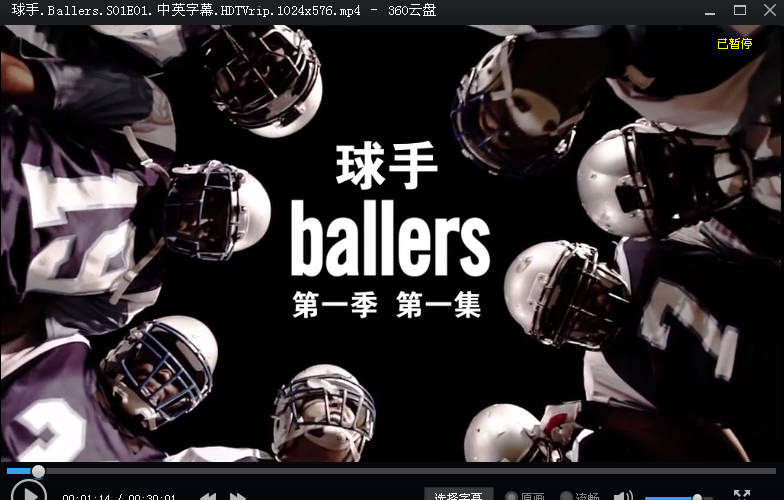 球手.Ballers.S01E01.中英字幕.HDTVrip.1024x576.mp4 - 360云盘
已暂停
球手
ballers
第一季 第一集
00:01:14 / 00:30:01 选择字幕 原画 流畅